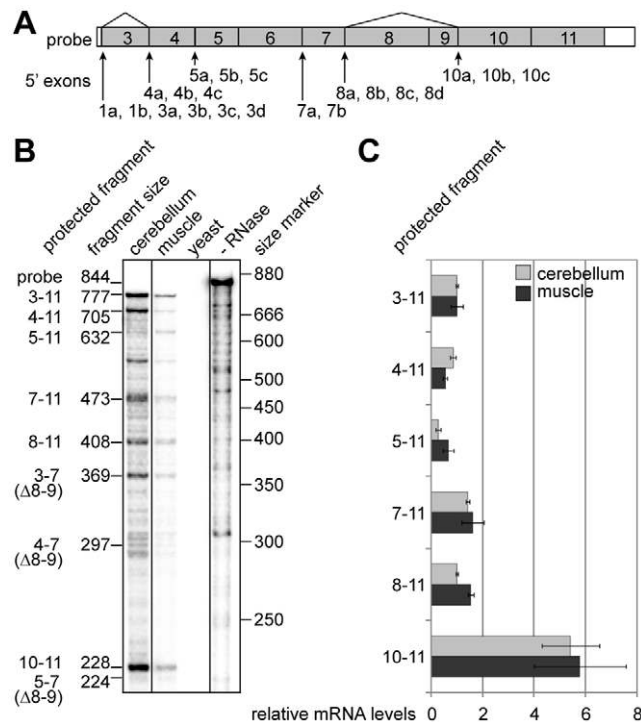 A
probe 3 4 5 6 7 8 9 10 11
5' exons
5a, 5b, 5c
10a, 10b, 10c
4a, 4b, 4c
8a, 8b, 8c, 8d
1a, 1b, 3a, 3b, 3c, 3d
7a, 7b
B
protected fragment
fragment size
cerebellum
muscle
yeast
- RNase
size marker
probe 844 880
3-11 777
4-11 705 666
5-11 632 600
500
7-11 473 450
8-11 408 400
3-7 369 350
(Δ8-9)
4-7 297 300
(Δ8-9)
250
10-11 228
5-7 224
(Δ8-9)
C
protected fragment
cerebellum
muscle
3-11
4-11
5-11
7-11
8-11
10-11
relative mRNA levels 0 2 4 6 8